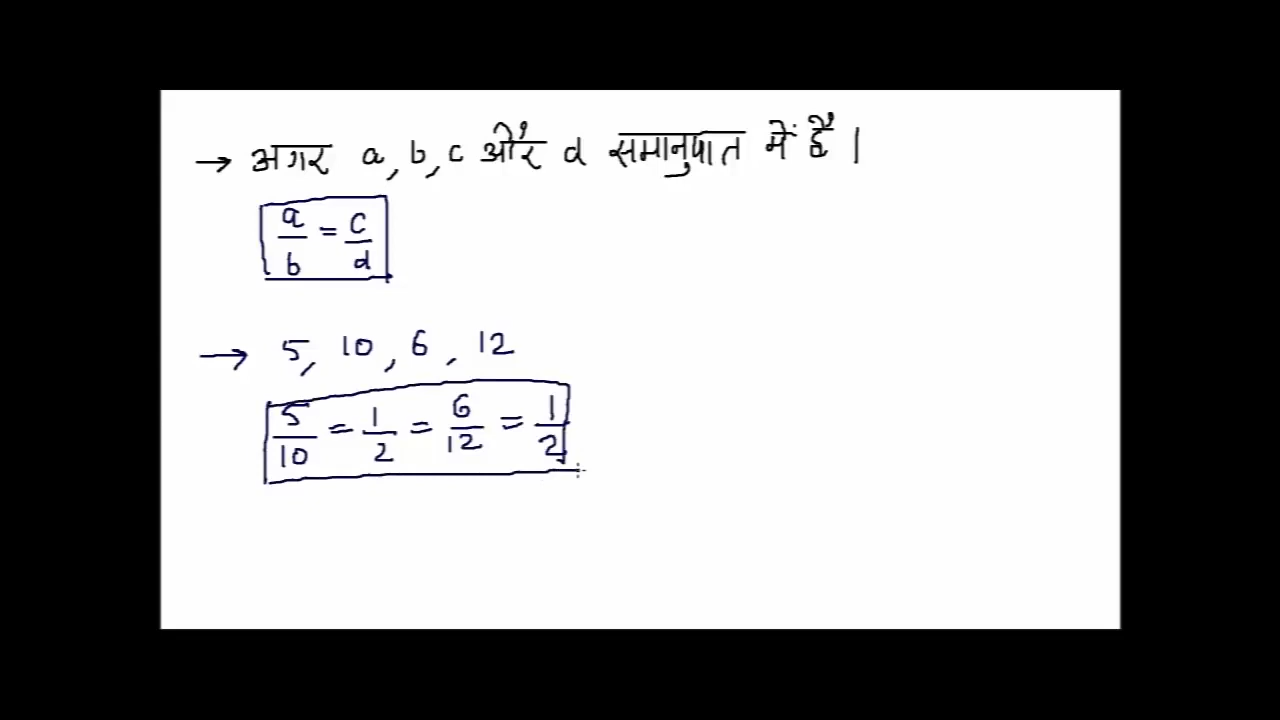 → अगर a, b, c और d समानुपात में हैं।
a/b = c/d
→ 5, 10, 6, 12
5/10 = 1/2 = 6/12 = 1/2